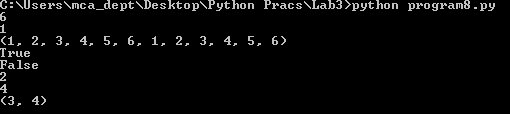 C:\Users\mca_dept\Desktop\Python Pracs\Lab3>python program8.py
6
1
(1, 2, 3, 4, 5, 6, 1, 2, 3, 4, 5, 6)
True
False
2
4
(3, 4)